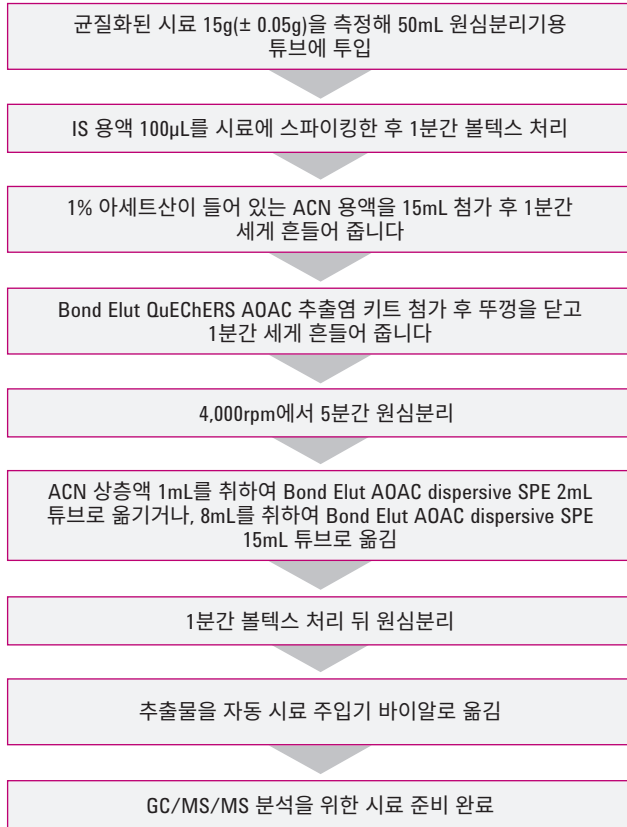 균질화된 시료 15g(± 0.05g)을 측정해 50mL 원심분리기용
튜브에 투입
IS 용액 100µL를 시료에 스파이킹한 후 1분간 볼텍스 처리
1% 아세트산이 들어 있는 ACN 용액을 15mL 첨가 후 1분간
세게 흔들어 줍니다
Bond Elut QuEChERS AOAC 추출염 키트 첨가 후 뚜껑을 닫고
1분간 세게 흔들어 줍니다
4,000rpm에서 5분간 원심분리
ACN 상층액 1mL를 취하여 Bond Elut AOAC dispersive SPE 2mL
튜브로 옮기거나, 8mL를 취하여 Bond Elut AOAC dispersive SPE
15mL 튜브로 옮김
1분간 볼텍스 처리 뒤 원심분리
추출물을 자동 시료 주입기 바이알로 옮김
GC/MS/MS 분석을 위한 시료 준비 완료